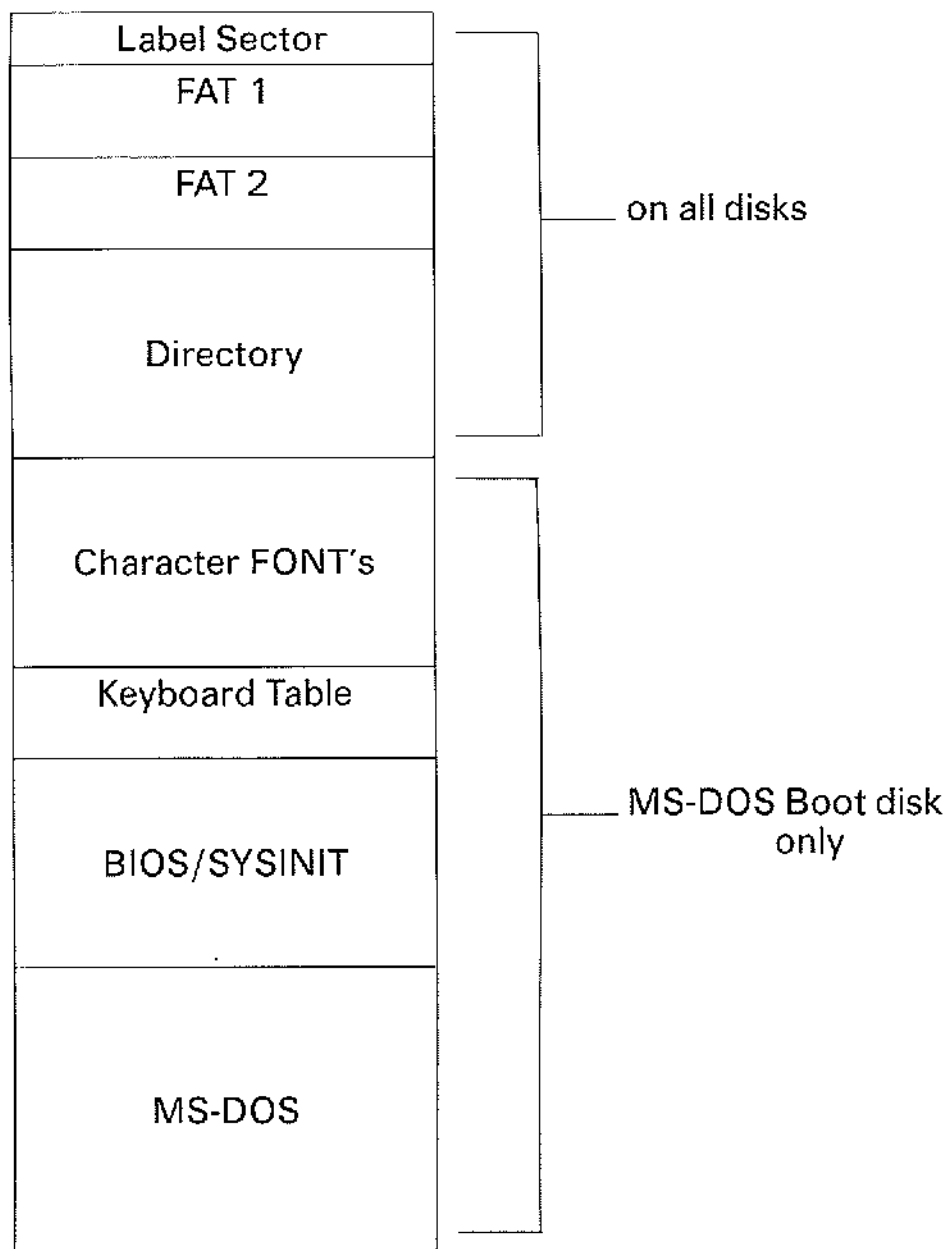 Label Sector
FAT 1
FAT 2
on all disks
Directory
Character FONT's
Keyboard Table
MS-DOS Boot disk
only
BIOS/SYSINIT
MS-DOS